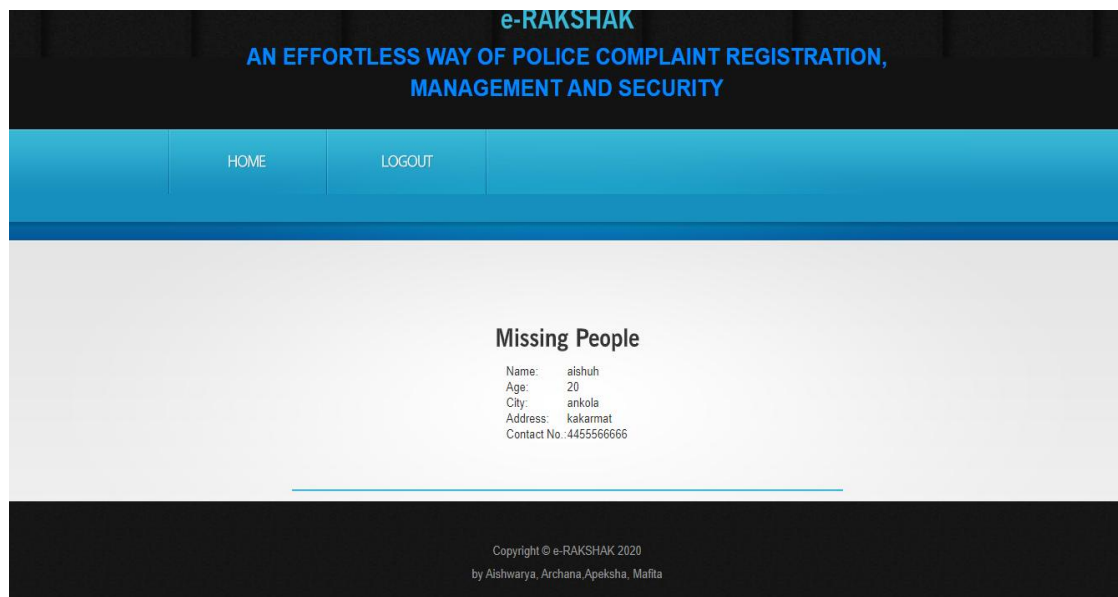 e-RAKSHAK
AN EFFORTLESS WAY OF POLICE COMPLAINT REGISTRATION,
MANAGEMENT AND SECURITY
HOME LOGOUT
Missing People
Name: aishuh
Age: 20
City: ankola
Address: kakarmat
Contact No.:4455566666
Copyright © e-RAKSHAK 2020
by Aishwarya, Archana,Apeksha, Mafita